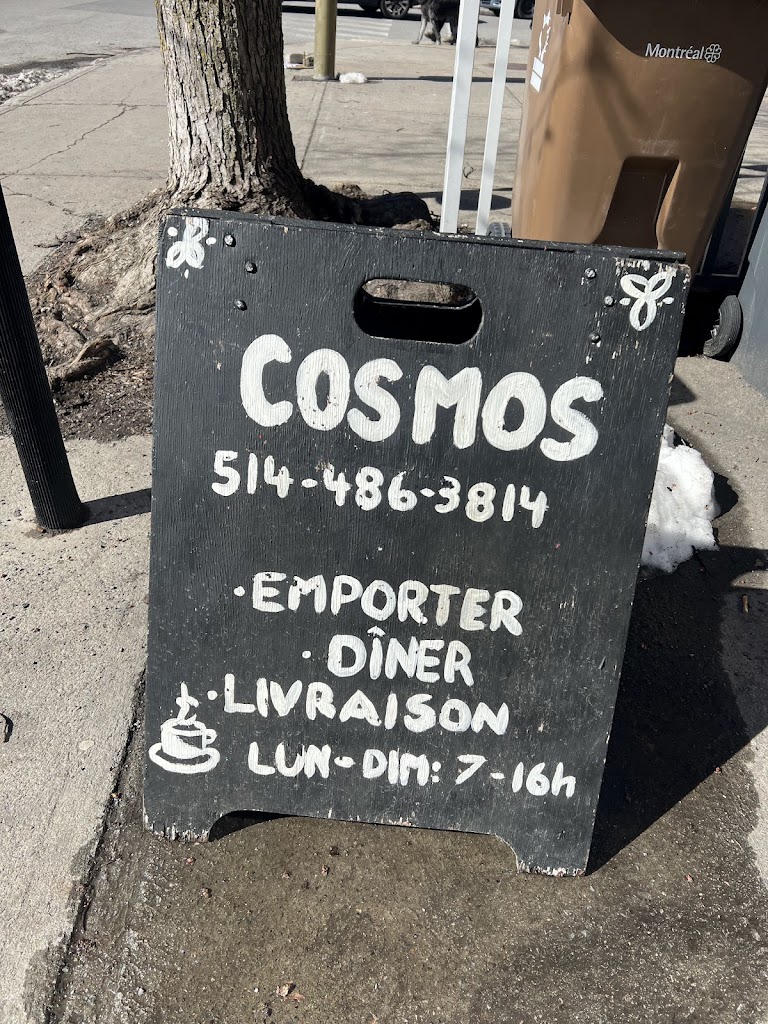 Montréal
COSMOS
514-486-3814
• EMPORTER
• DÎNER
• LIVRAISON
LUN-DIM: 7-16h